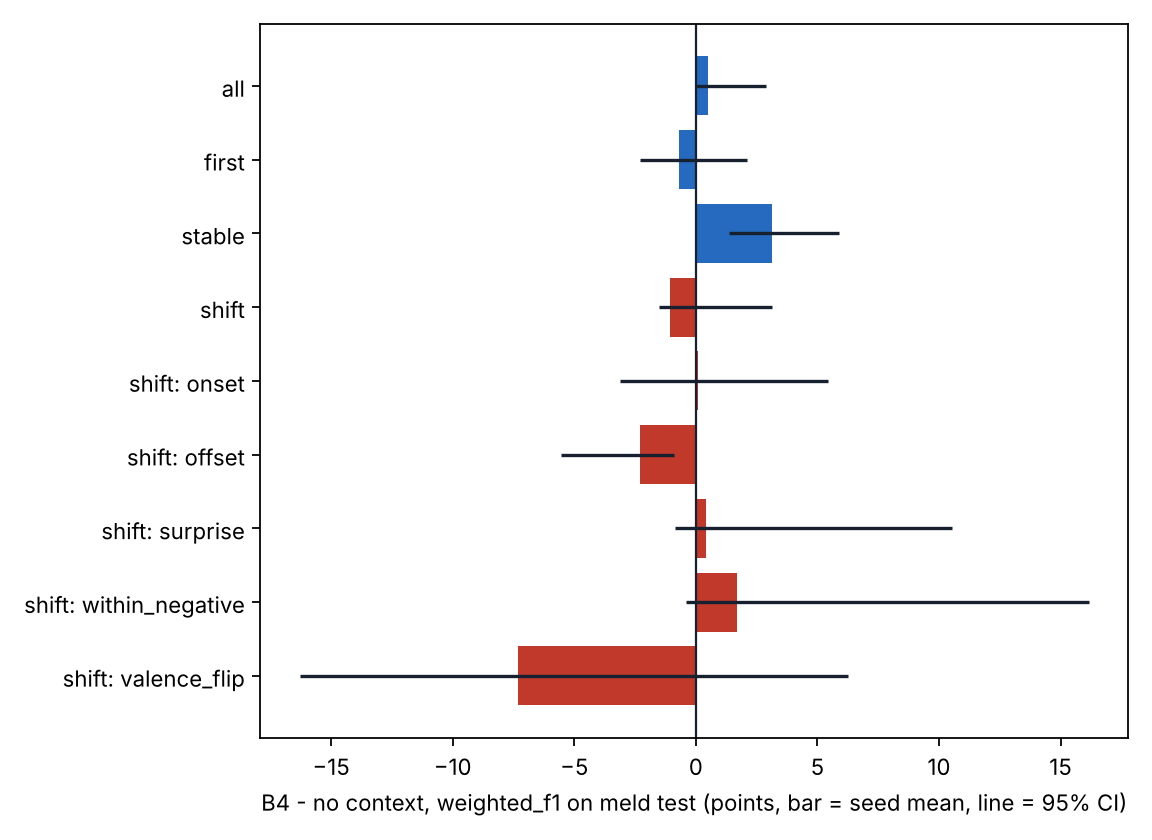 all
first
stable
shift
shift: onset
shift: offset
shift: surprise
shift: within_negative
shift: valence_flip
−15 −10 −5 0 5 10 15
B4 - no context, weighted_f1 on meld test (points, bar = seed mean, line = 95% CI)